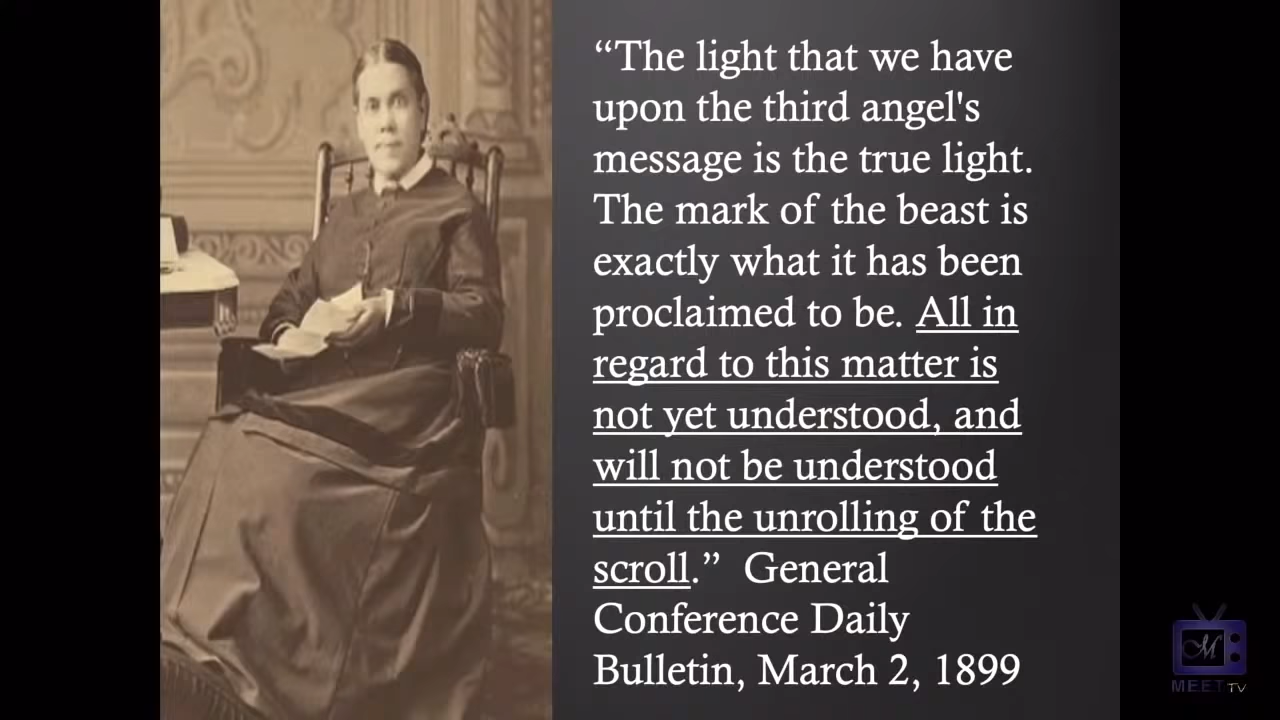 “The light that we have
upon the third angel's
message is the true light.
The mark of the beast is
exactly what it has been
proclaimed to be. All in
regard to this matter is
not yet understood, and
will not be understood
until the unrolling of the
scroll.”  General
Conference Daily
Bulletin, March 2, 1899
M
MEET TV